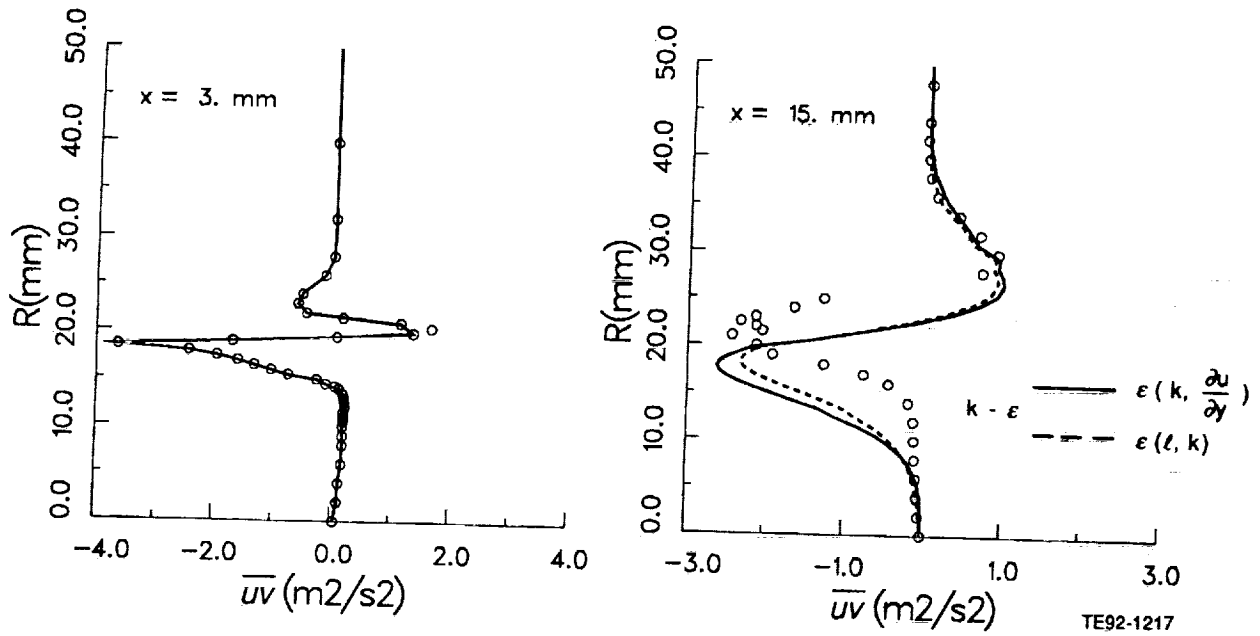 50.0
40.0
30.0
20.0
10.0
0.0
R(mm)
x = 3. mm
-4.0 -2.0 0.0 2.0 4.0
uv (m2/s2)
50.0
40.0
30.0
20.0
10.0
0.0
R(mm)
x = 15. mm
k - ε
ε ( k, ∂u/∂y )
ε (ℓ, k)
-3.0 -1.0 1.0 3.0
uv (m2/s2)
TE92-1217